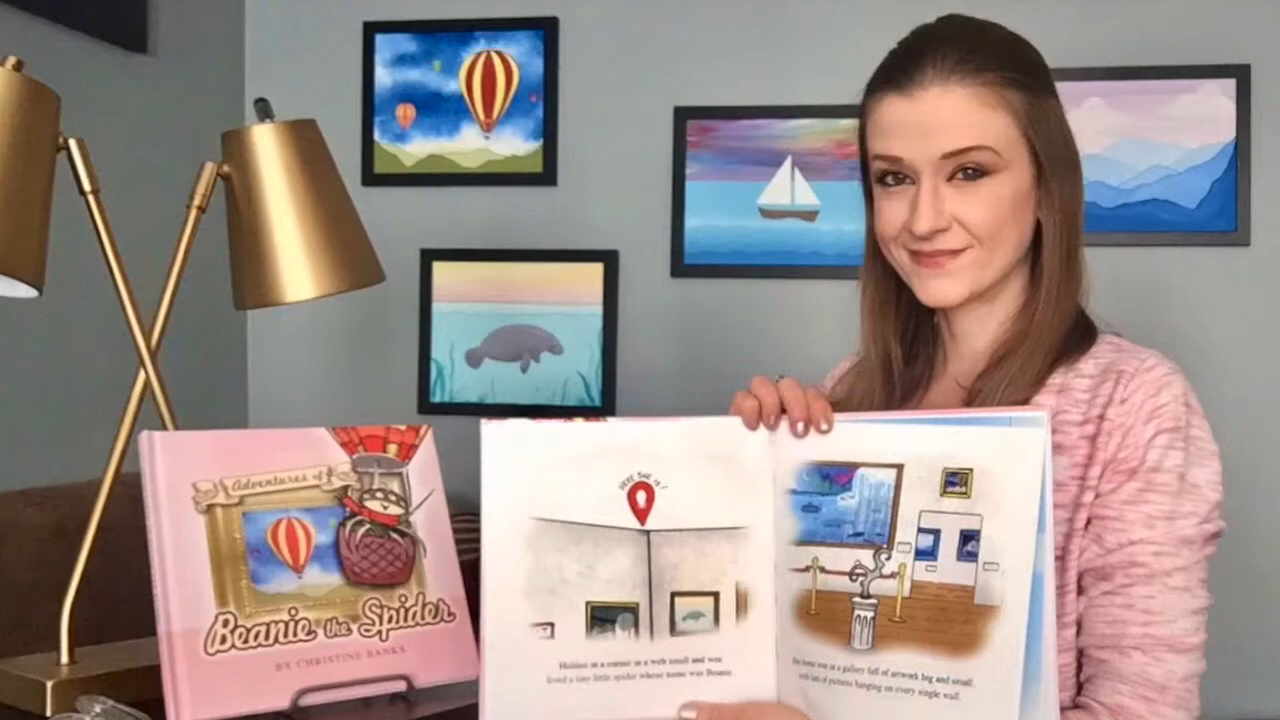 Adventures of
Beanie the Spider
BY CHRISTINE BANKS
HERE SHE IS!
Hidden in a corner in a web small and wee
lived a tiny little spider whose name was Beanie.
Her home was in a gallery full of artwork big and small,
with lots of pictures hanging on every single wall.